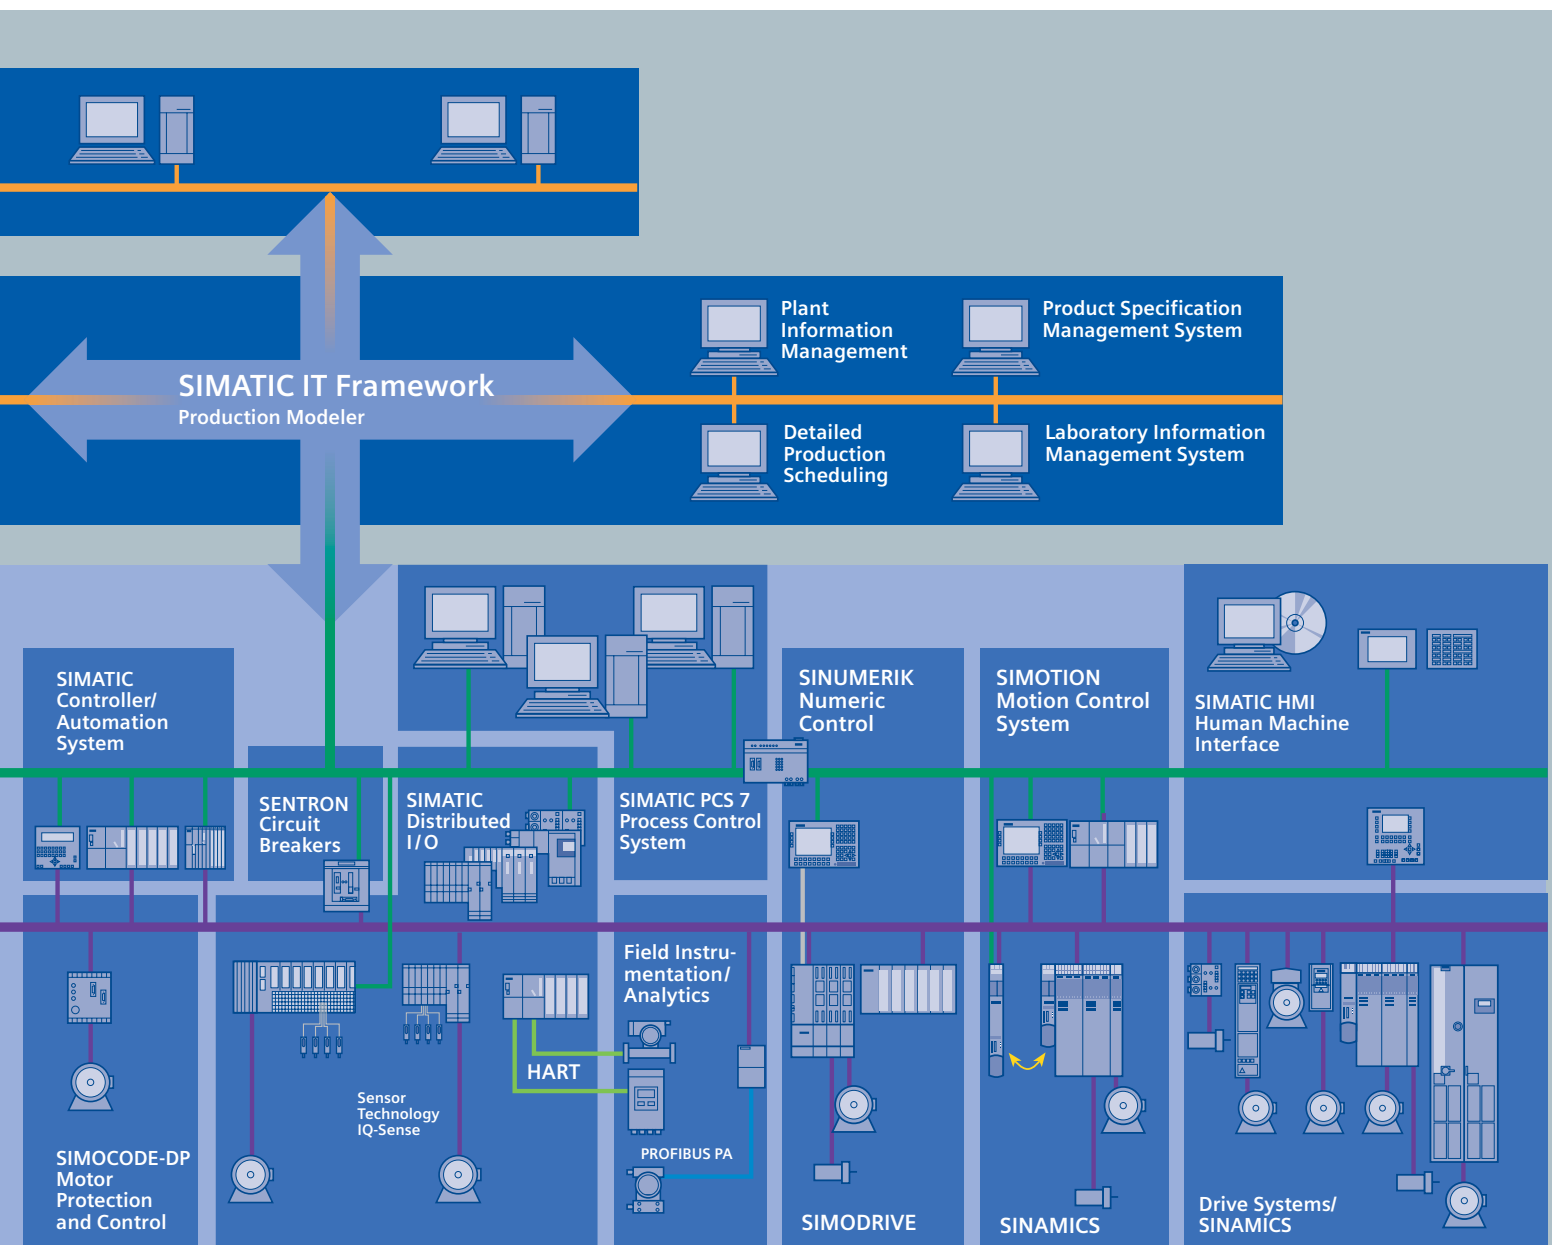 Plant
Information
Management
Product Specification
Management System
SIMATIC IT Framework
Production Modeler
Detailed
Production
Scheduling
Laboratory Information
Management System
SIMATIC
Controller/
Automation
System
SINUMERIK
Numeric
Control
SIMOTION
Motion Control
System
SIMATIC HMI
Human Machine
Interface
SENTRON
Circuit
Breakers
SIMATIC
Distributed
I/O
SIMATIC PCS 7
Process Control
System
Field Instru-
mentation/
Analytics
HART
Sensor
Technology
IQ-Sense
PROFIBUS PA
SIMOCODE-DP
Motor
Protection
and Control
SIMODRIVE
SINAMICS
Drive Systems/
SINAMICS